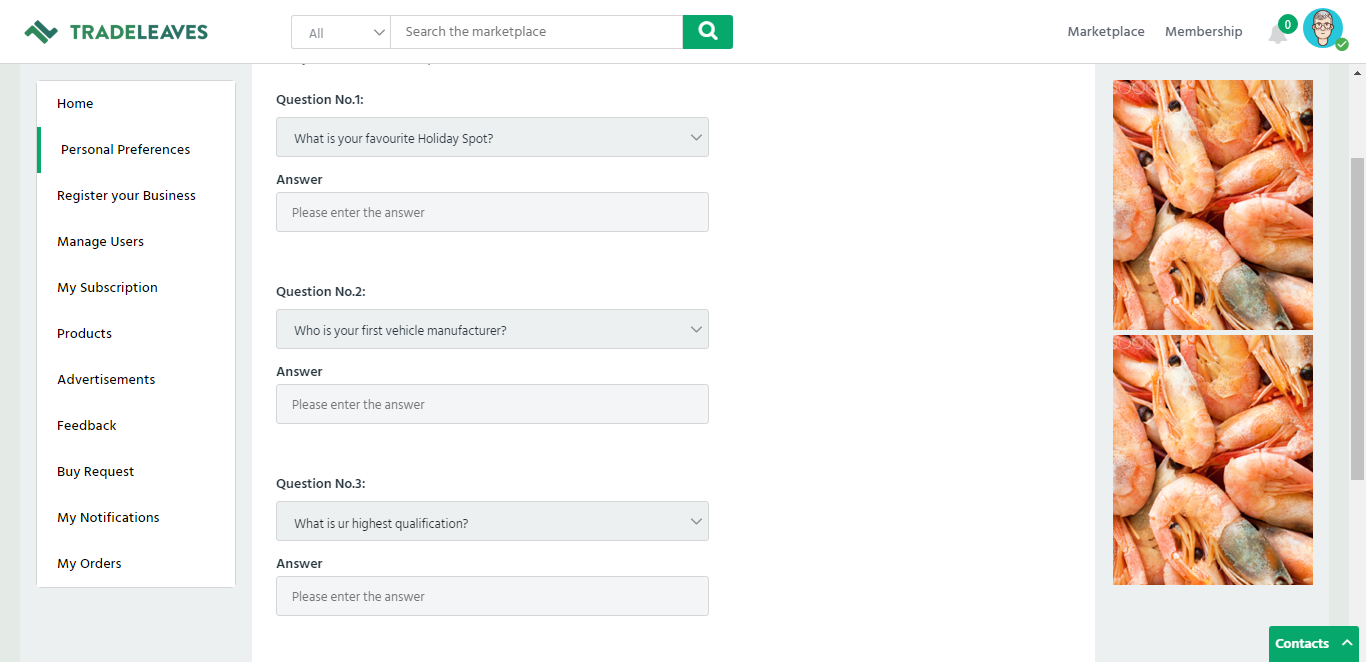 TRADELEAVES
All
Search the marketplace
Marketplace
Membership
0
Home
Personal Preferences
Register your Business
Manage Users
My Subscription
Products
Advertisements
Feedback
Buy Request
My Notifications
My Orders
Question No.1:
What is your favourite Holiday Spot?
Answer
Please enter the answer
Question No.2:
Who is your first vehicle manufacturer?
Answer
Please enter the answer
Question No.3:
What is ur highest qualification?
Answer
Please enter the answer
Contacts